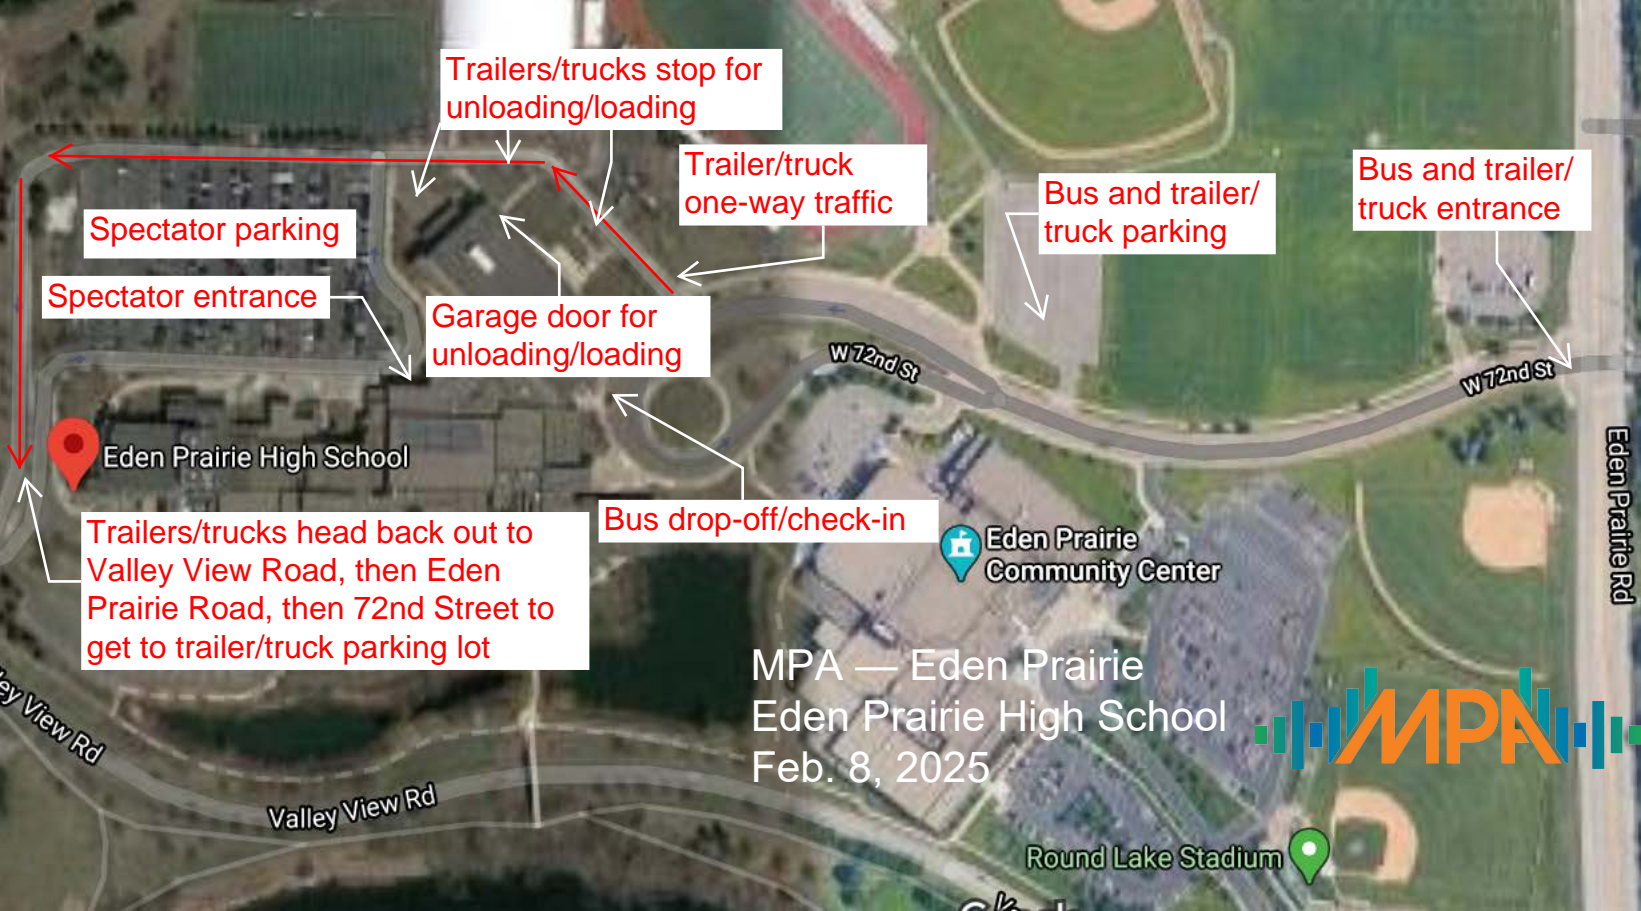 Trailers/trucks stop for
unloading/loading
Trailer/truck
one-way traffic
Bus and trailer/
truck parking
Bus and trailer/
truck entrance
Spectator parking
Spectator entrance
Garage door for
unloading/loading
W 72nd St
W 72nd St
Eden Prairie Rd
Eden Prairie High School
Bus drop-off/check-in
Trailers/trucks head back out to
Valley View Road, then Eden
Prairie Road, then 72nd Street to
get to trailer/truck parking lot
Eden Prairie
Community Center
MPA — Eden Prairie
Eden Prairie High School
Feb. 8, 2025
MPA
ey View Rd
Valley View Rd
Round Lake Stadium